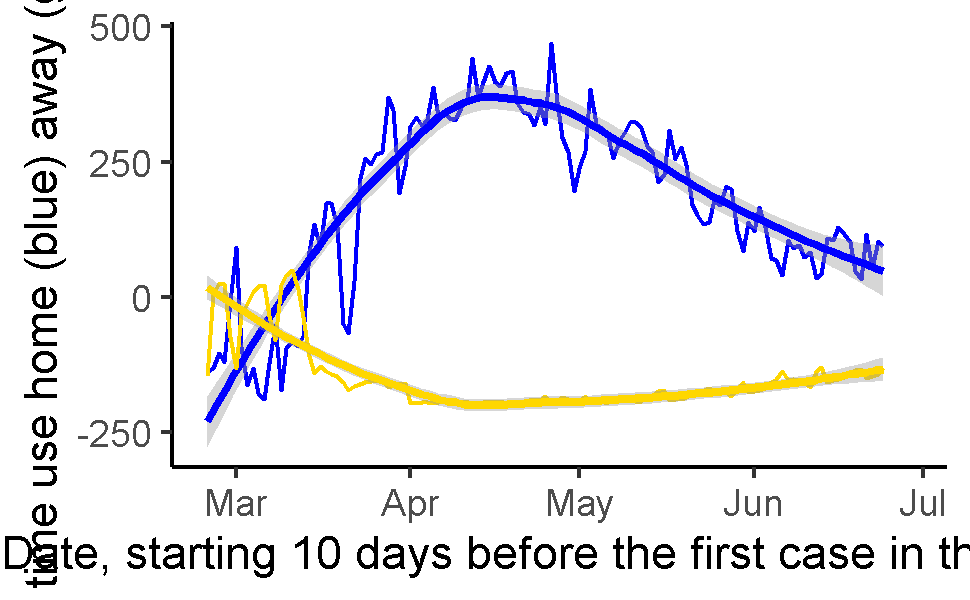 time use home (blue) away (
500
250
0
-250
Mar Apr May Jun Jul
Date, starting 10 days before the first case in th